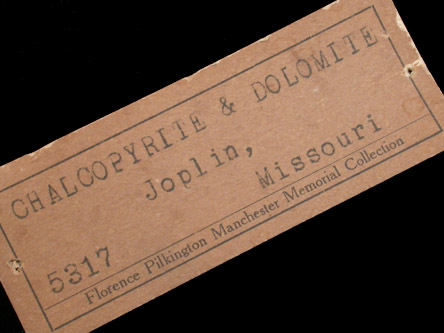 CHALCOPYRITE & DOLOMITE
Joplin,
Missouri
5317
Florence Pilkington Manchester Memorial Collection